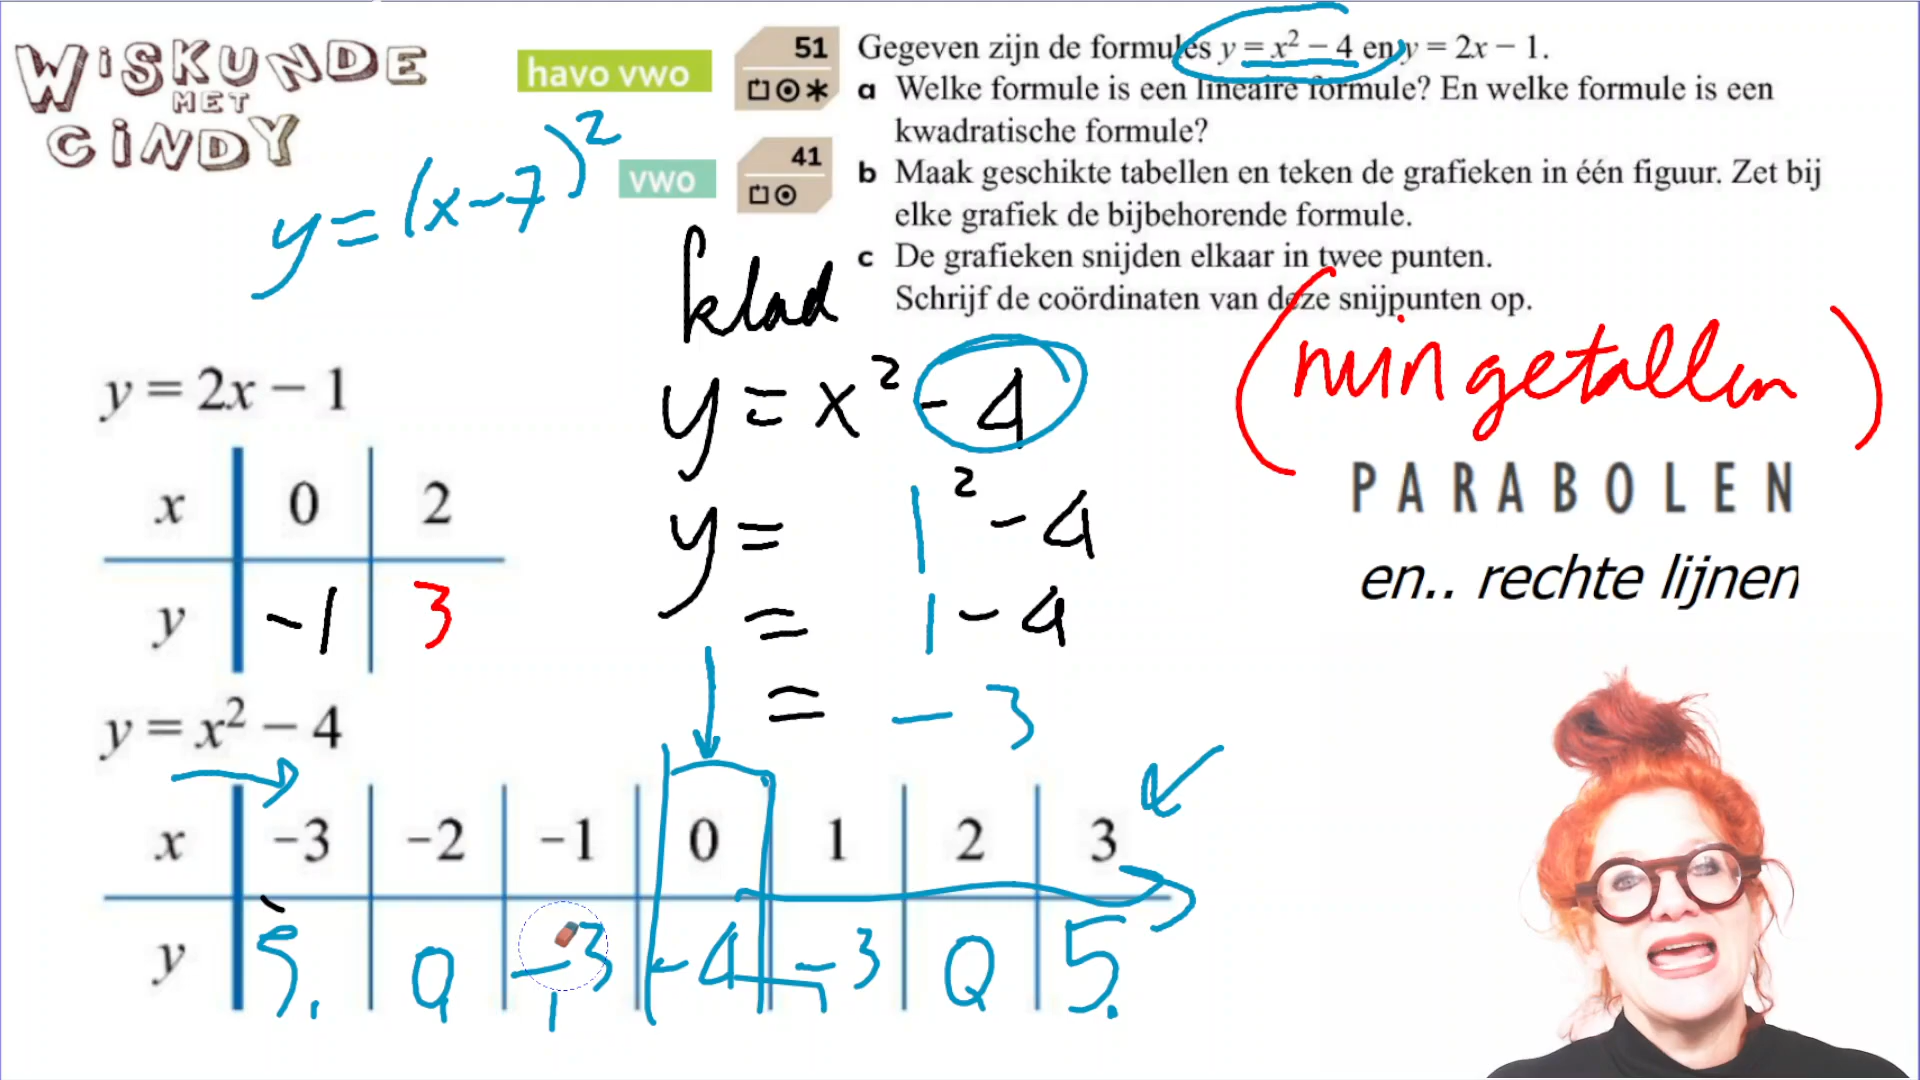 WiSKUNDE
MET
CiNDY
havo vwo
51
vwo
41
Gegeven zijn de formules y = x² − 4 en y = 2x − 1.
a Welke formule is een lineaire formule? En welke formule is een
kwadratische formule?
b Maak geschikte tabellen en teken de grafieken in één figuur. Zet bij
elke grafiek de bijbehorende formule.
c De grafieken snijden elkaar in twee punten.
Schrijf de coördinaten van deze snijpunten op.
y = (x-7)²
klad
y = x² - 4
y = 1² - 4
= 1 - 4
= - 3
(min getallen)
PARABOLEN
en.. rechte lijnen
y = 2x − 1
x 0 2
y -1 3
y = x² − 4
x −3 −2 −1 0 1 2 3
y 5. 0 -3 -4 -3 0 5.